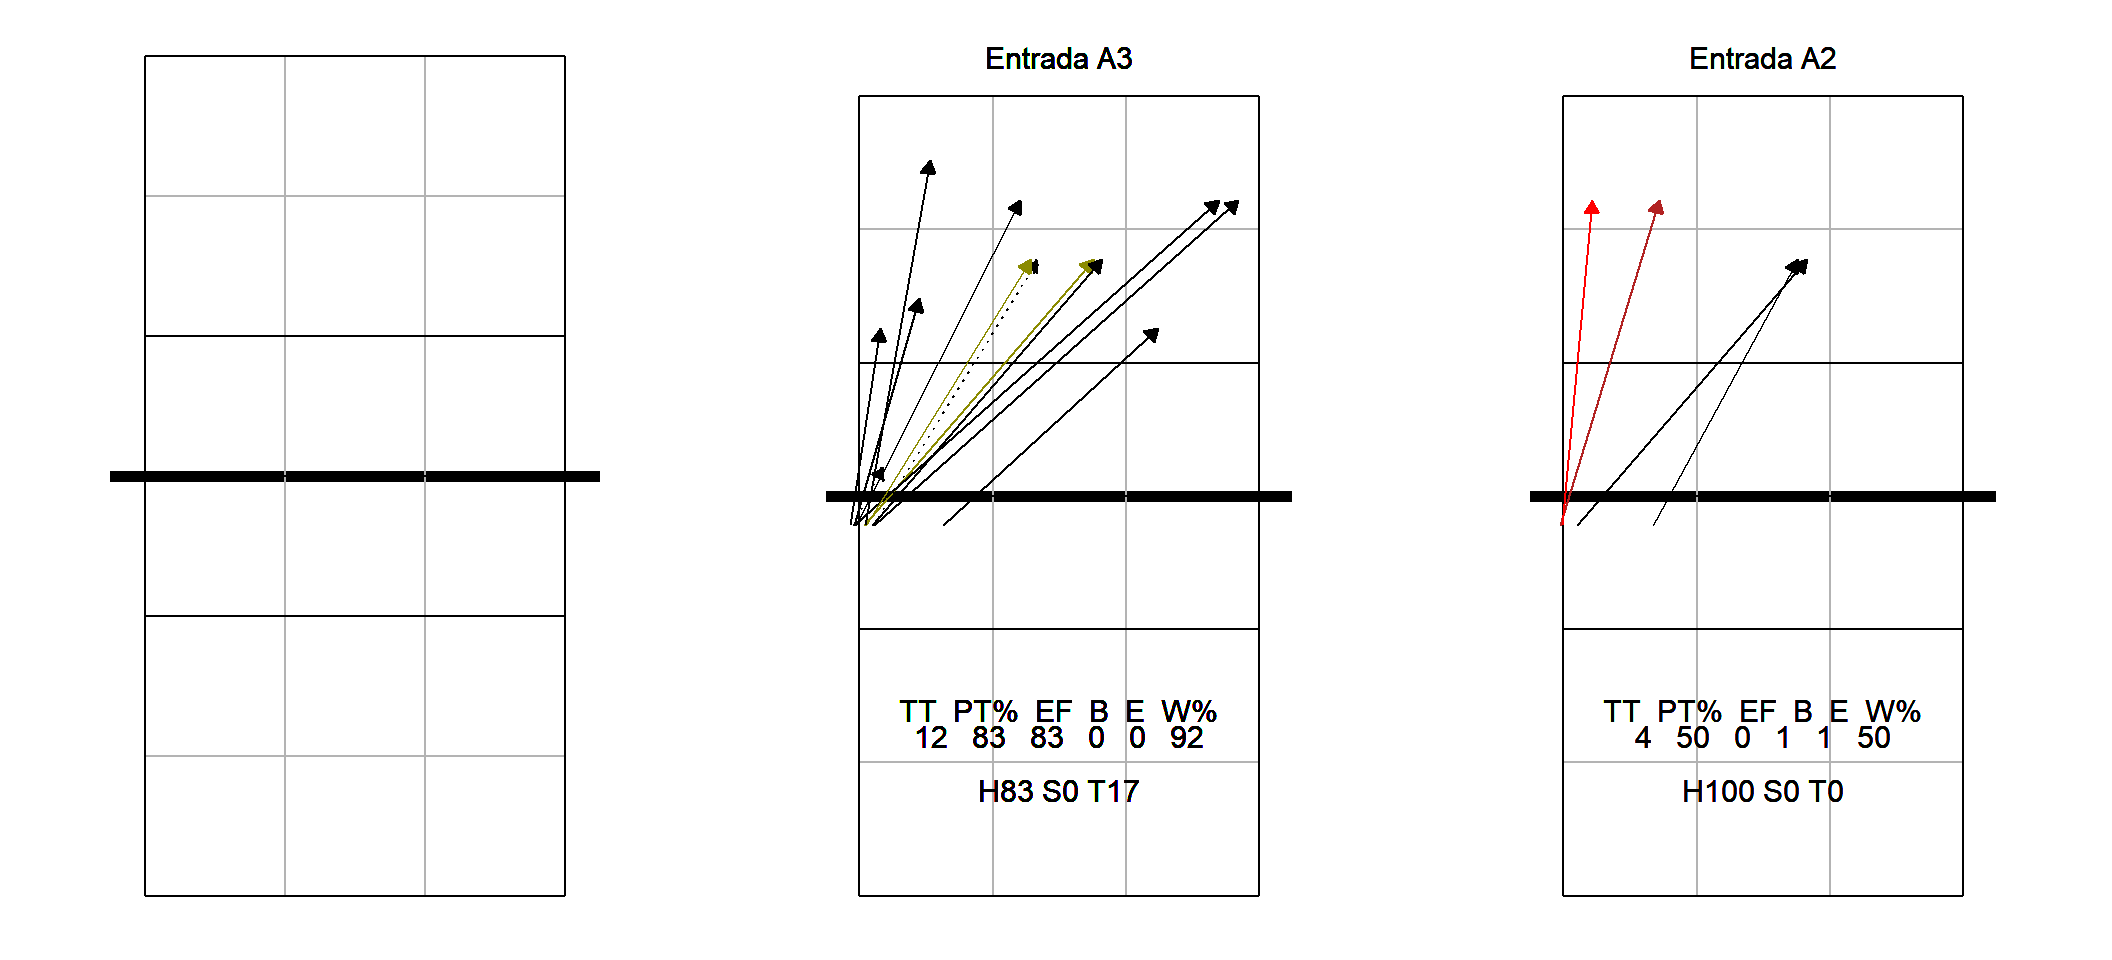 Entrada A3
TT PT% EF B E W%
12 83 83 0 0 92
H83 S0 T17
Entrada A2
TT PT% EF B E W%
4 50 0 1 1 50
H100 S0 T0